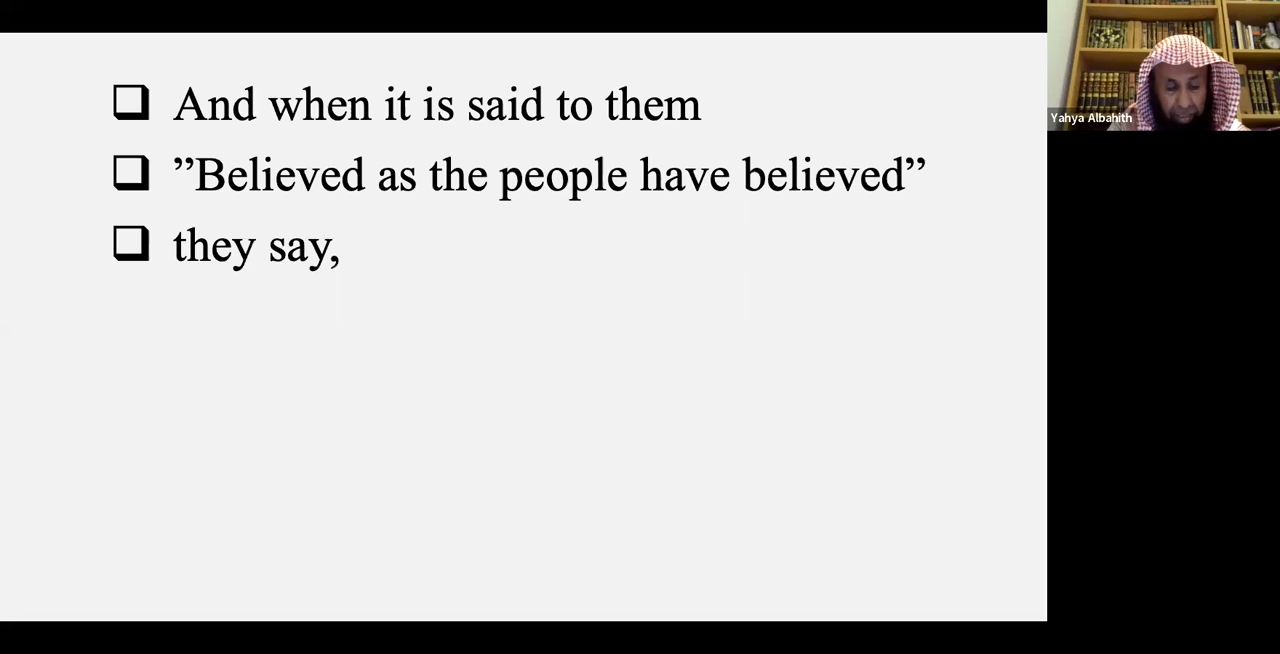 And when it is said to them
”Believed as the people have believed”
they say,
Yahya Albahith